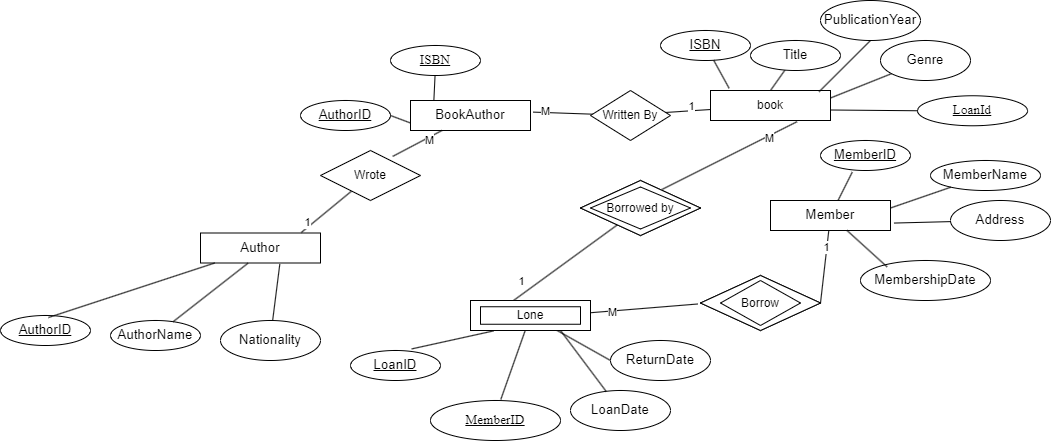 PublicationYear
ISBN
Title
ISBN
Genre
BookAuthor
M
Written By
1
book
AuthorID
LoanId
M
M
MemberID
Wrote
MemberName
Borrowed by
Member
Address
1
Author
1
1
MembershipDate
Lone
M
Borrow
AuthorID
AuthorName
Nationality
LoanID
ReturnDate
MemberID
LoanDate